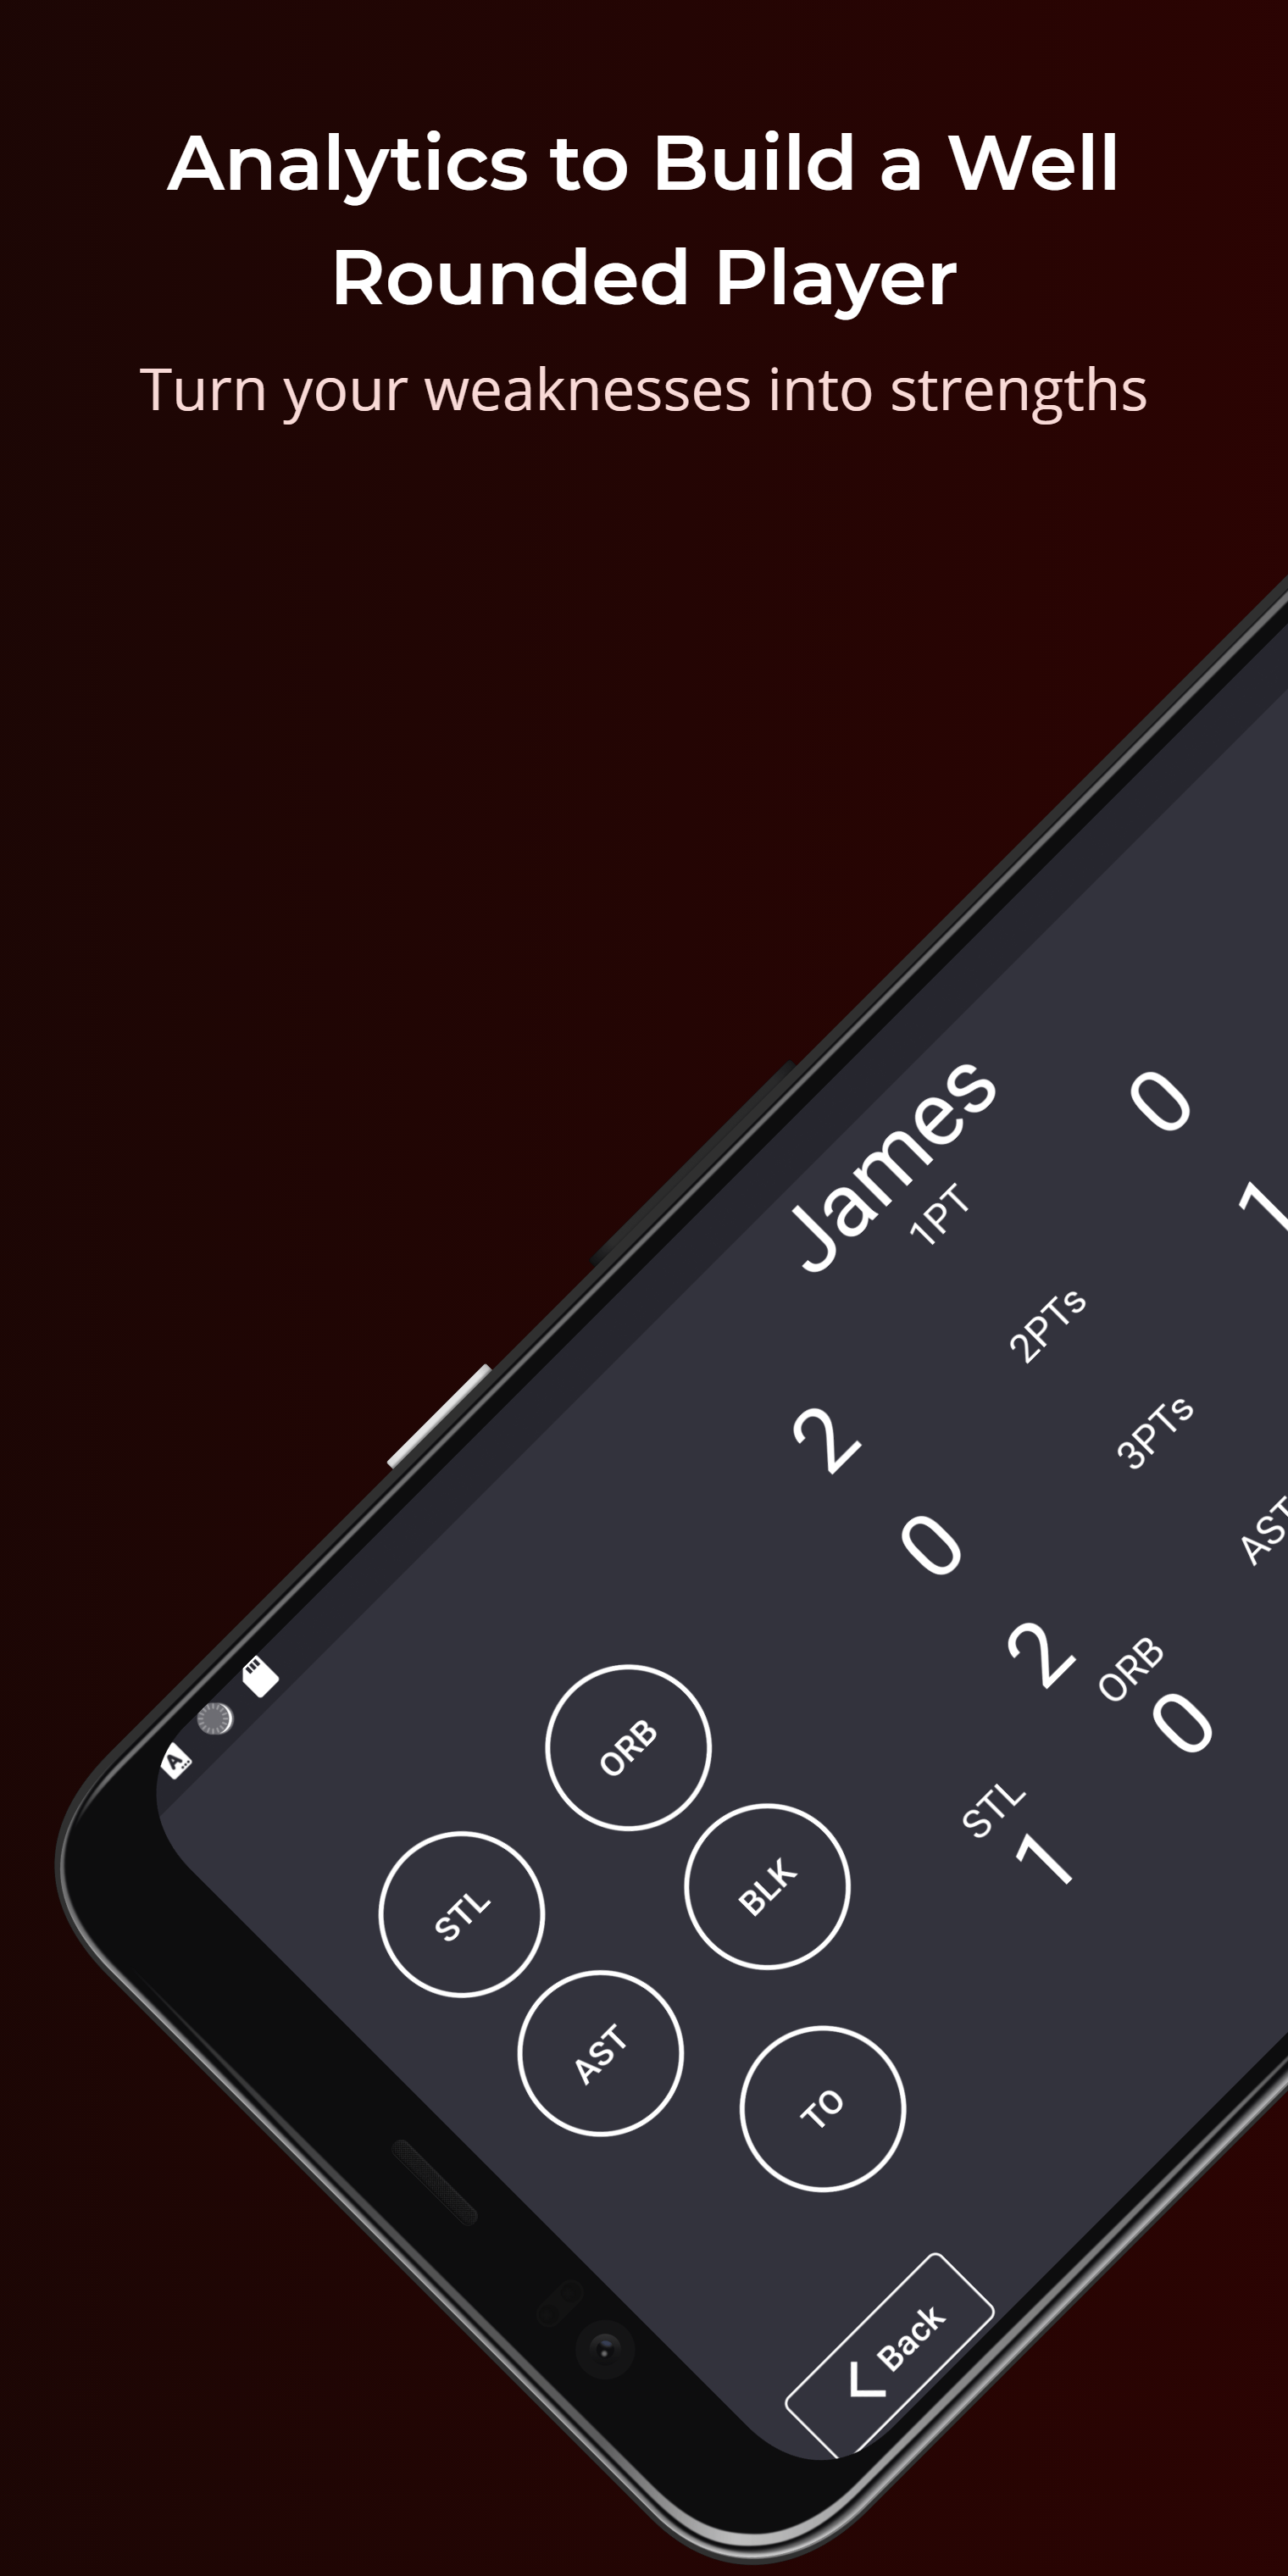 Analytics to Build a Well
Rounded Player
Turn your weaknesses into strengths
James
1PT
2 0
2PTs
0 1
3PTs
2
AST
ORB
0
STL
1
ORB
STL
BLK
AST
TO
Back
A